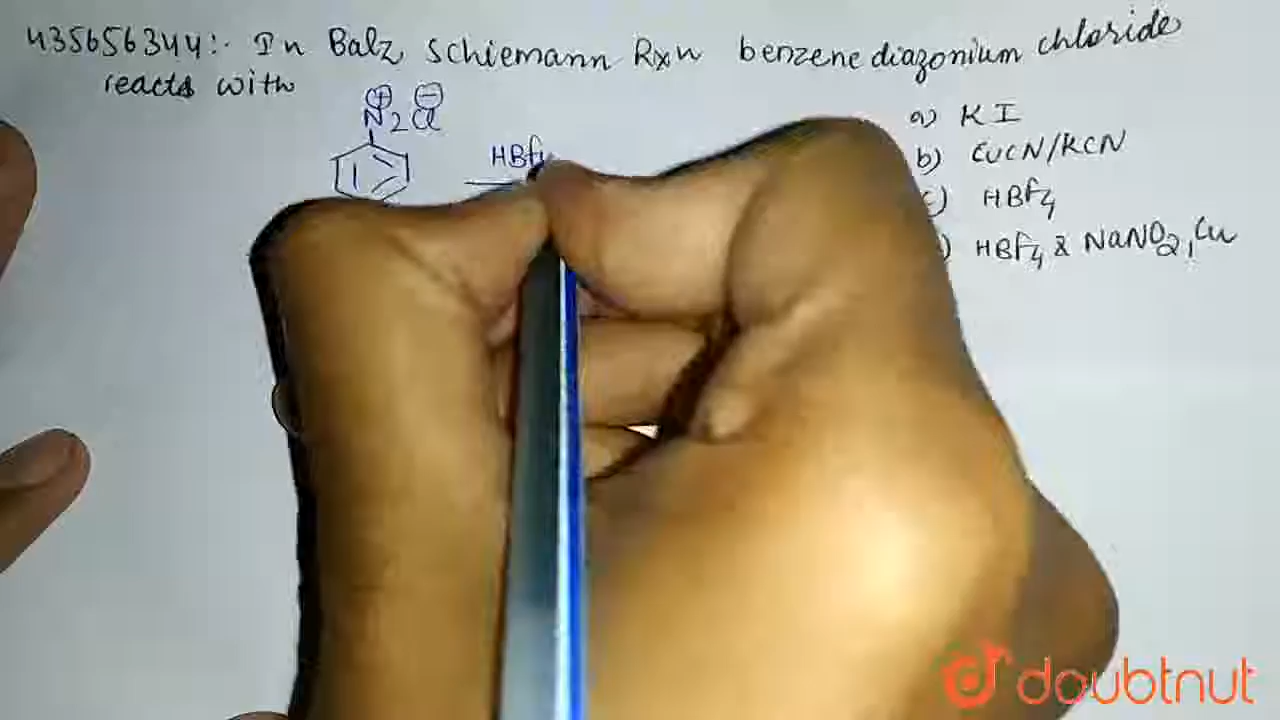 435656344:- In Balz Schiemann Rxn benzene diazonium chloride
reacts with
N2 Cl
HBf4
a) KI
b) CuCN/KCN
c) HBF4
) HBf4 & NaNO2, Cu
doubtnut